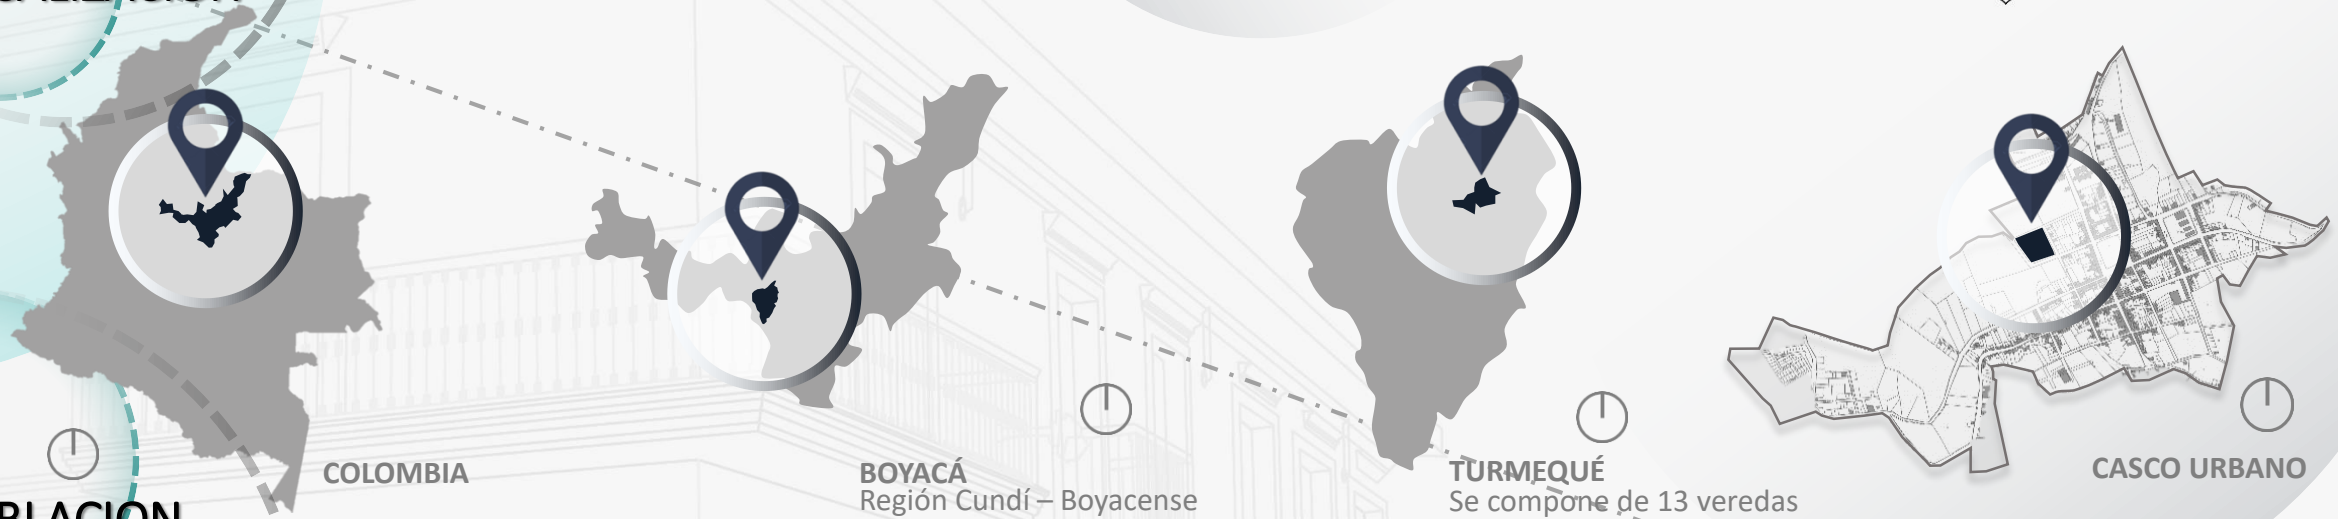 COLOMBIA
BOYACÁ
Región Cundí – Boyacense
TURMEQUÉ
Se compone de 13 veredas
CASCO URBANO